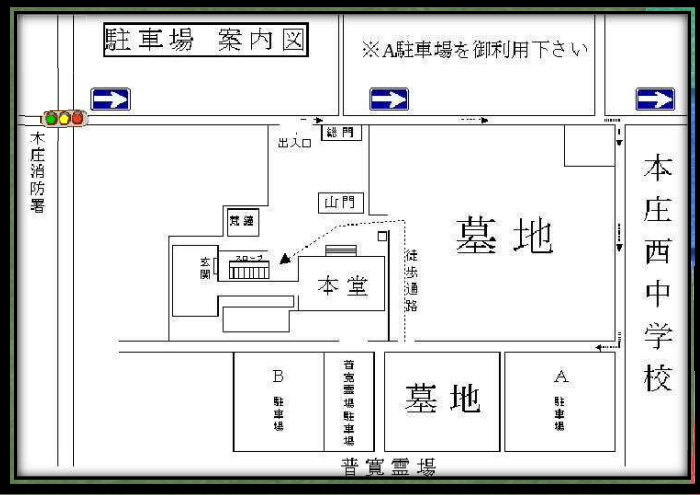 駐車場 案内図
※A駐車場を御利用下さい
本庄消防署
出入口
総門
山門
梵鐘
玄関
スロープ
本堂
徒歩通路
墓地
本庄西中学校
B
駐車場
普寛霊場駐車場
墓地
A
駐車場
普寛霊場